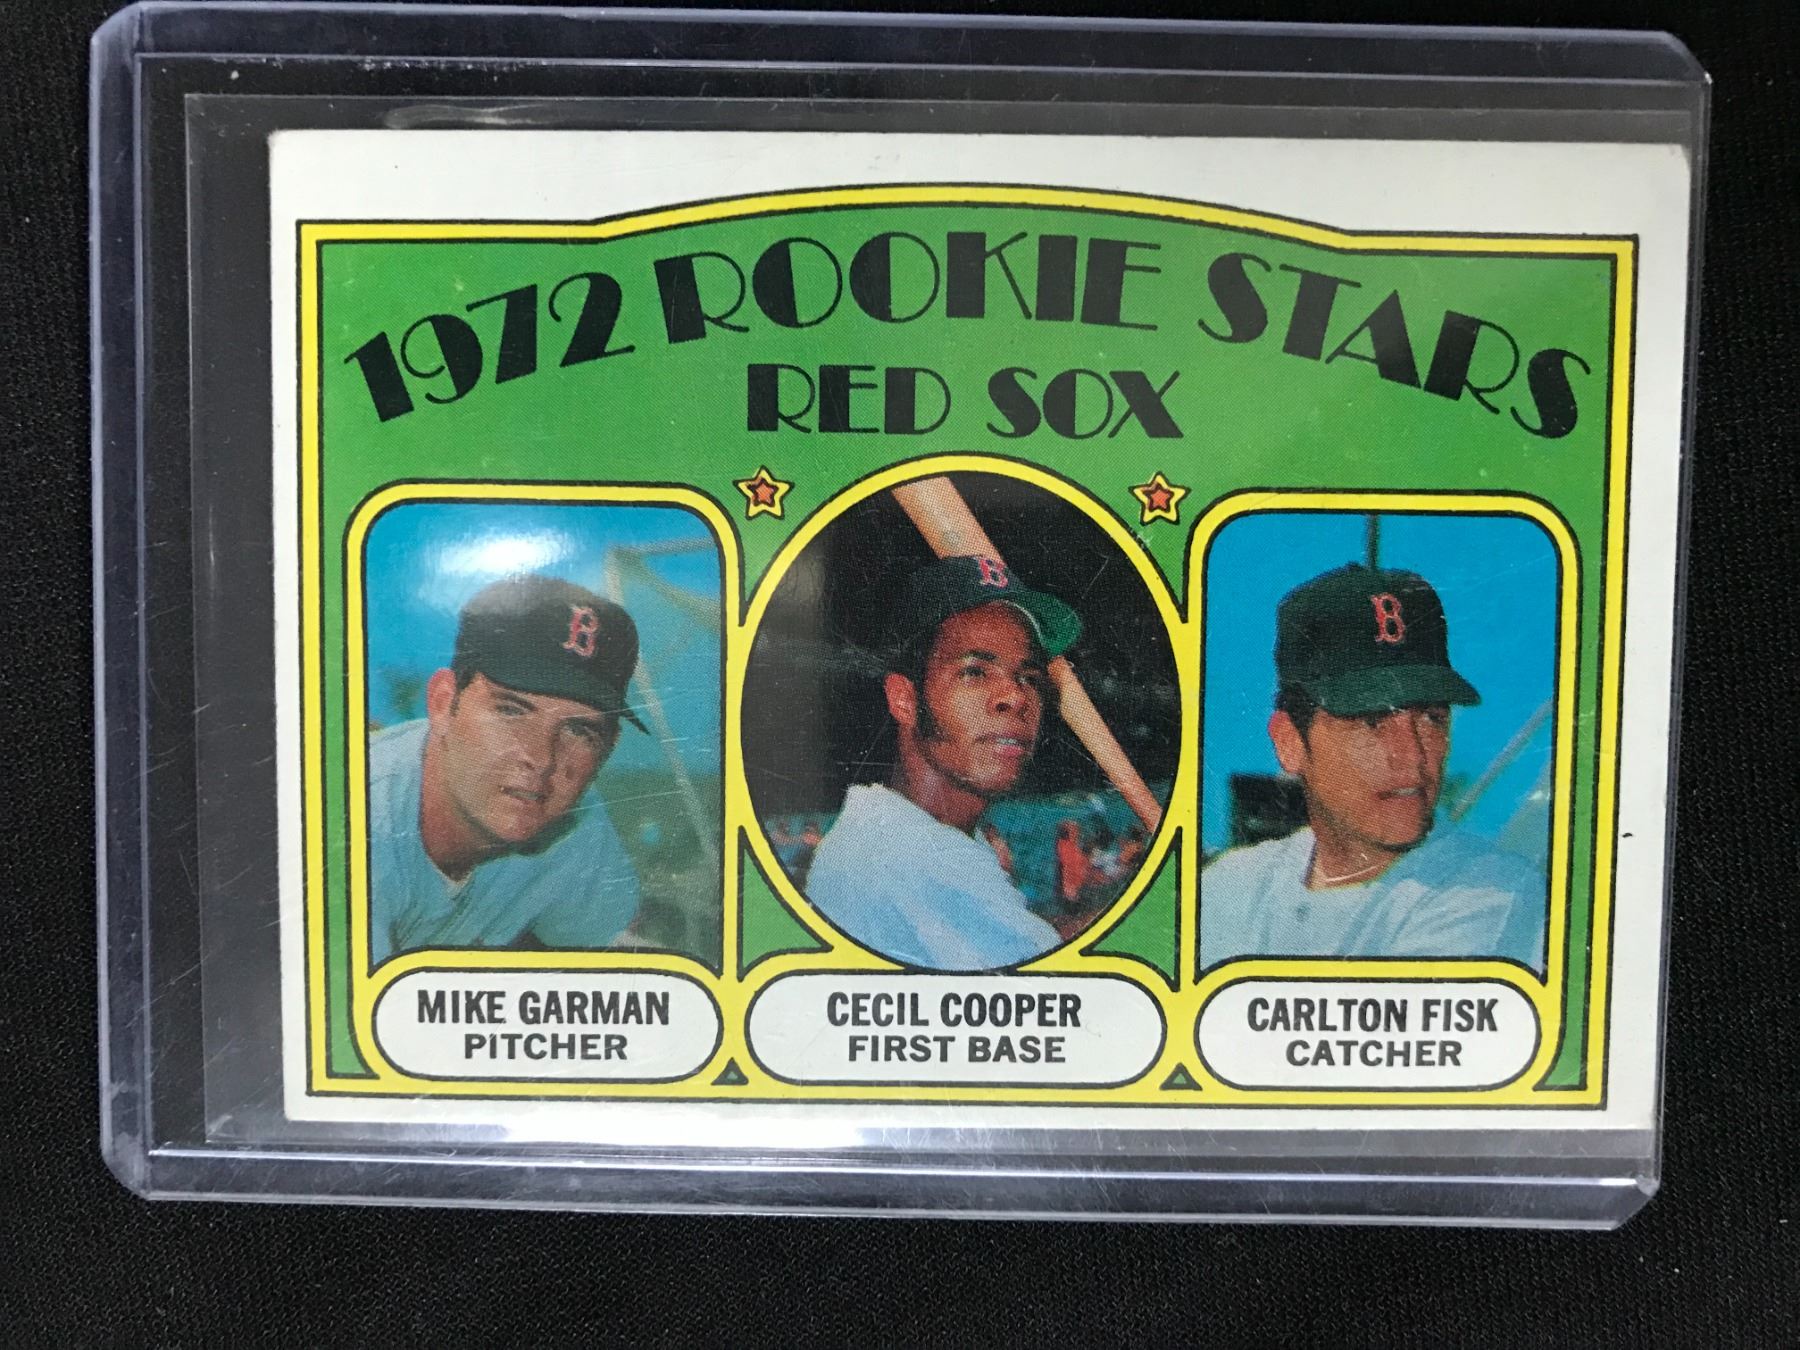 1972 ROOKIE STARS
RED SOX
B
B
B
MIKE GARMAN
PITCHER
CECIL COOPER
FIRST BASE
CARLTON FISK
CATCHER